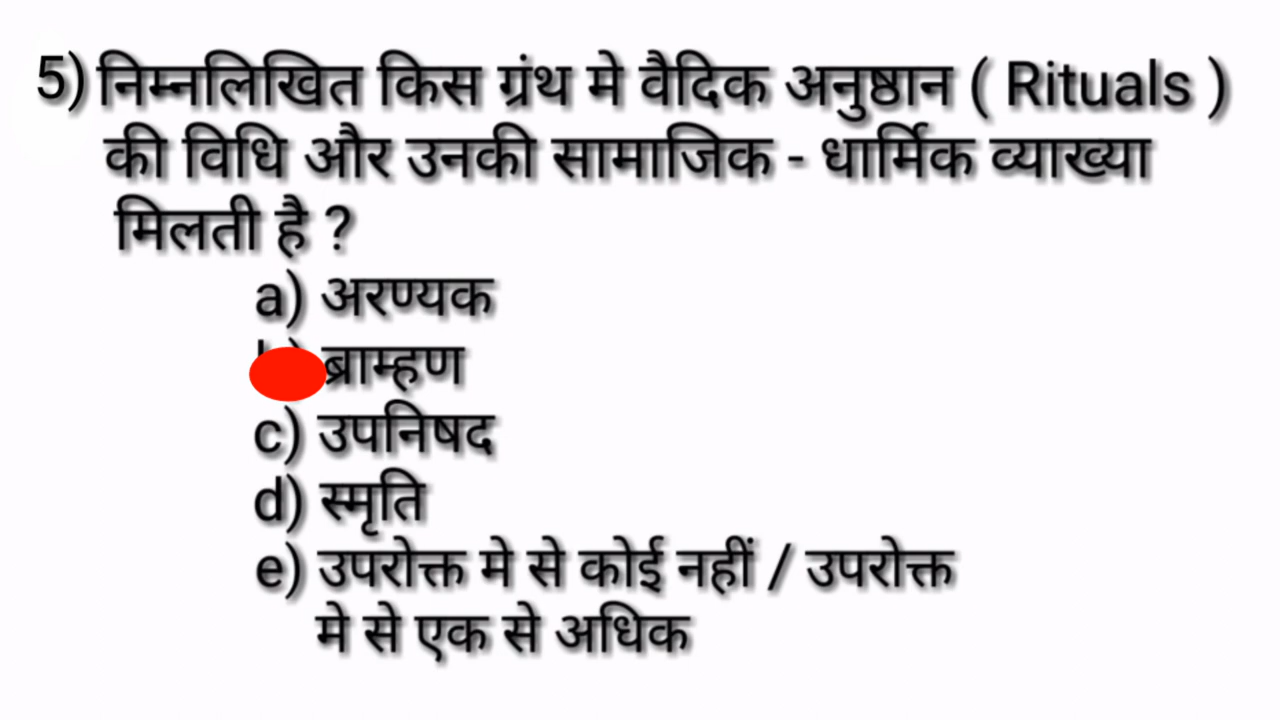 5) निम्नलिखित किस ग्रंथ मे वैदिक अनुष्ठान ( Rituals )
की विधि और उनकी सामाजिक - धार्मिक व्याख्या
मिलती है ?
a) अरण्यक
ब्राम्हण
c) उपनिषद
d) स्मृति
e) उपरोक्त मे से कोई नहीं / उपरोक्त
मे से एक से अधिक